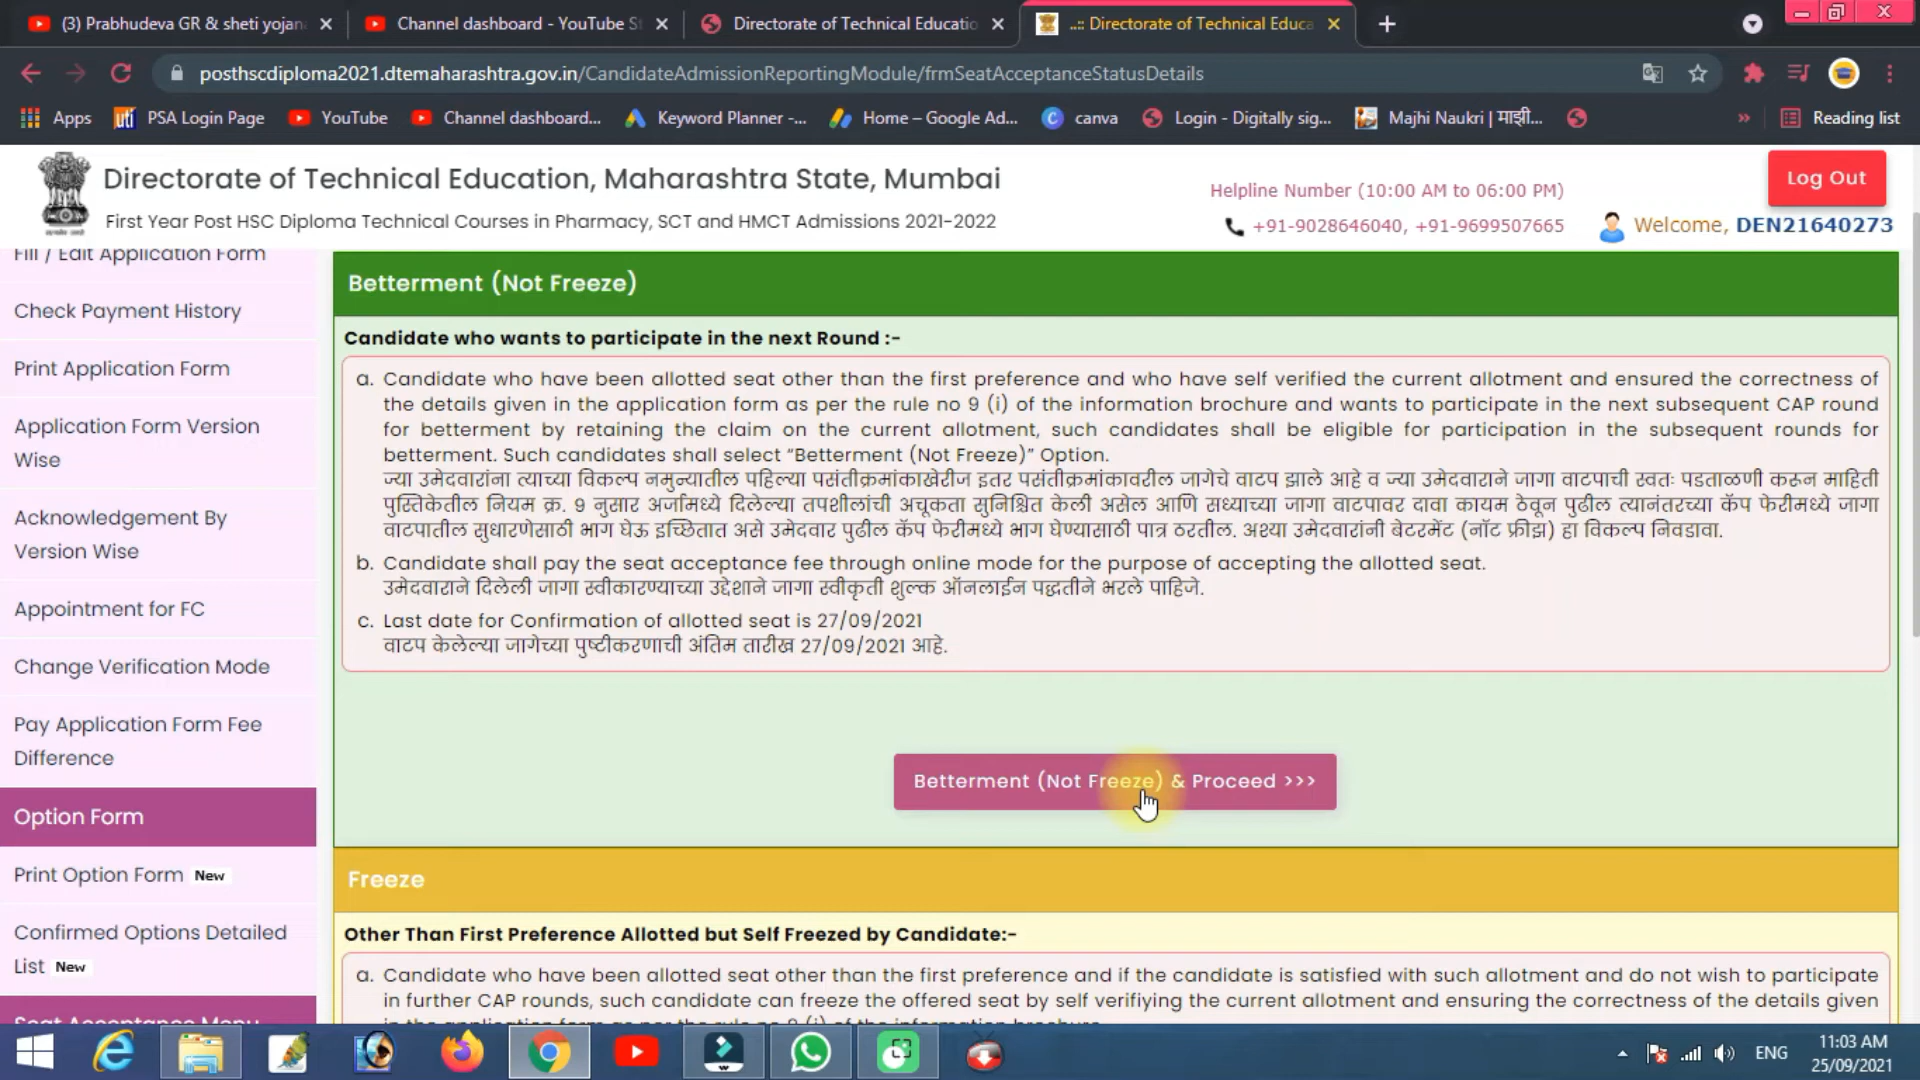 (3) Prabhudeva GR & sheti yojan
Channel dashboard - YouTube S
Directorate of Technical Educatio
..:: Directorate of Technical Educa
posthscdiploma2021.dtemaharashtra.gov.in/CandidateAdmissionReportingModule/frmSeatAcceptanceStatusDetails
Apps
uti PSA Login Page
YouTube
Channel dashboard...
Keyword Planner -...
Home – Google Ad...
C canva
Login - Digitally sig...
Majhi Naukri | माझी...
»
Reading list
Directorate of Technical Education, Maharashtra State, Mumbai
First Year Post HSC Diploma Technical Courses in Pharmacy, SCT and HMCT Admissions 2021-2022
Helpline Number (10:00 AM to 06:00 PM)
+91-9028646040, +91-9699507665
Log Out
Welcome, DEN21640273
Fill / Edit Application Form
Check Payment History
Print Application Form
Application Form Version
Wise
Acknowledgement By
Version Wise
Appointment for FC
Change Verification Mode
Pay Application Form Fee
Difference
Option Form
Print Option Form New
Confirmed Options Detailed
List New
Seat Acceptance Menu
Betterment (Not Freeze)
Candidate who wants to participate in the next Round :-
a. Candidate who have been allotted seat other than the first preference and who have self verified the current allotment and ensured the correctness of
the details given in the application form as per the rule no 9 (i) of the information brochure and wants to participate in the next subsequent CAP round
for betterment by retaining the claim on the current allotment, such candidates shall be eligible for participation in the subsequent rounds for
betterment. Such candidates shall select “Betterment (Not Freeze)” Option.
ज्या उमेदवारांना त्याच्या विकल्प नमुन्यातील पहिल्या पसंतीक्रमांकाखेरीज इतर पसंतीक्रमांकावरील जागेचे वाटप झाले आहे व ज्या उमेदवाराने जागा वाटपाची स्वतः पडताळणी करून माहिती
पुस्तिकेतील नियम क्र. 9 नुसार अर्जामध्ये दिलेल्या तपशीलांची अचूकता सुनिश्चित केली असेल आणि सध्याच्या जागा वाटपावर दावा कायम ठेवून पुढील त्यानंतरच्या कॅप फेरीमध्ये जागा
वाटपातील सुधारणेसाठी भाग घेऊ इच्छितात असे उमेदवार पुढील कॅप फेरीमध्ये भाग घेण्यासाठी पात्र ठरतील. अश्या उमेदवारांनी बेटरमेंट (नॉट फ्रीझ) हा विकल्प निवडावा.
b. Candidate shall pay the seat acceptance fee through online mode for the purpose of accepting the allotted seat.
उमेदवाराने दिलेली जागा स्वीकारण्याच्या उद्देशाने जागा स्वीकृती शुल्क ऑनलाईन पद्धतीने भरले पाहिजे.
c. Last date for Confirmation of allotted seat is 27/09/2021
वाटप केलेल्या जागेच्या पुष्टीकरणाची अंतिम तारीख 27/09/2021 आहे.
Betterment (Not Freeze) & Proceed >>>
Freeze
Other Than First Preference Allotted but Self Freezed by Candidate:-
a. Candidate who have been allotted seat other than the first preference and if the candidate is satisfied with such allotment and do not wish to participate
in further CAP rounds, such candidate can freeze the offered seat by self verifiying the current allotment and ensuring the correctness of the details given
in the application form as per the rule no 9 (i) of the information brochure.
ENG
11:03 AM
25/09/2021